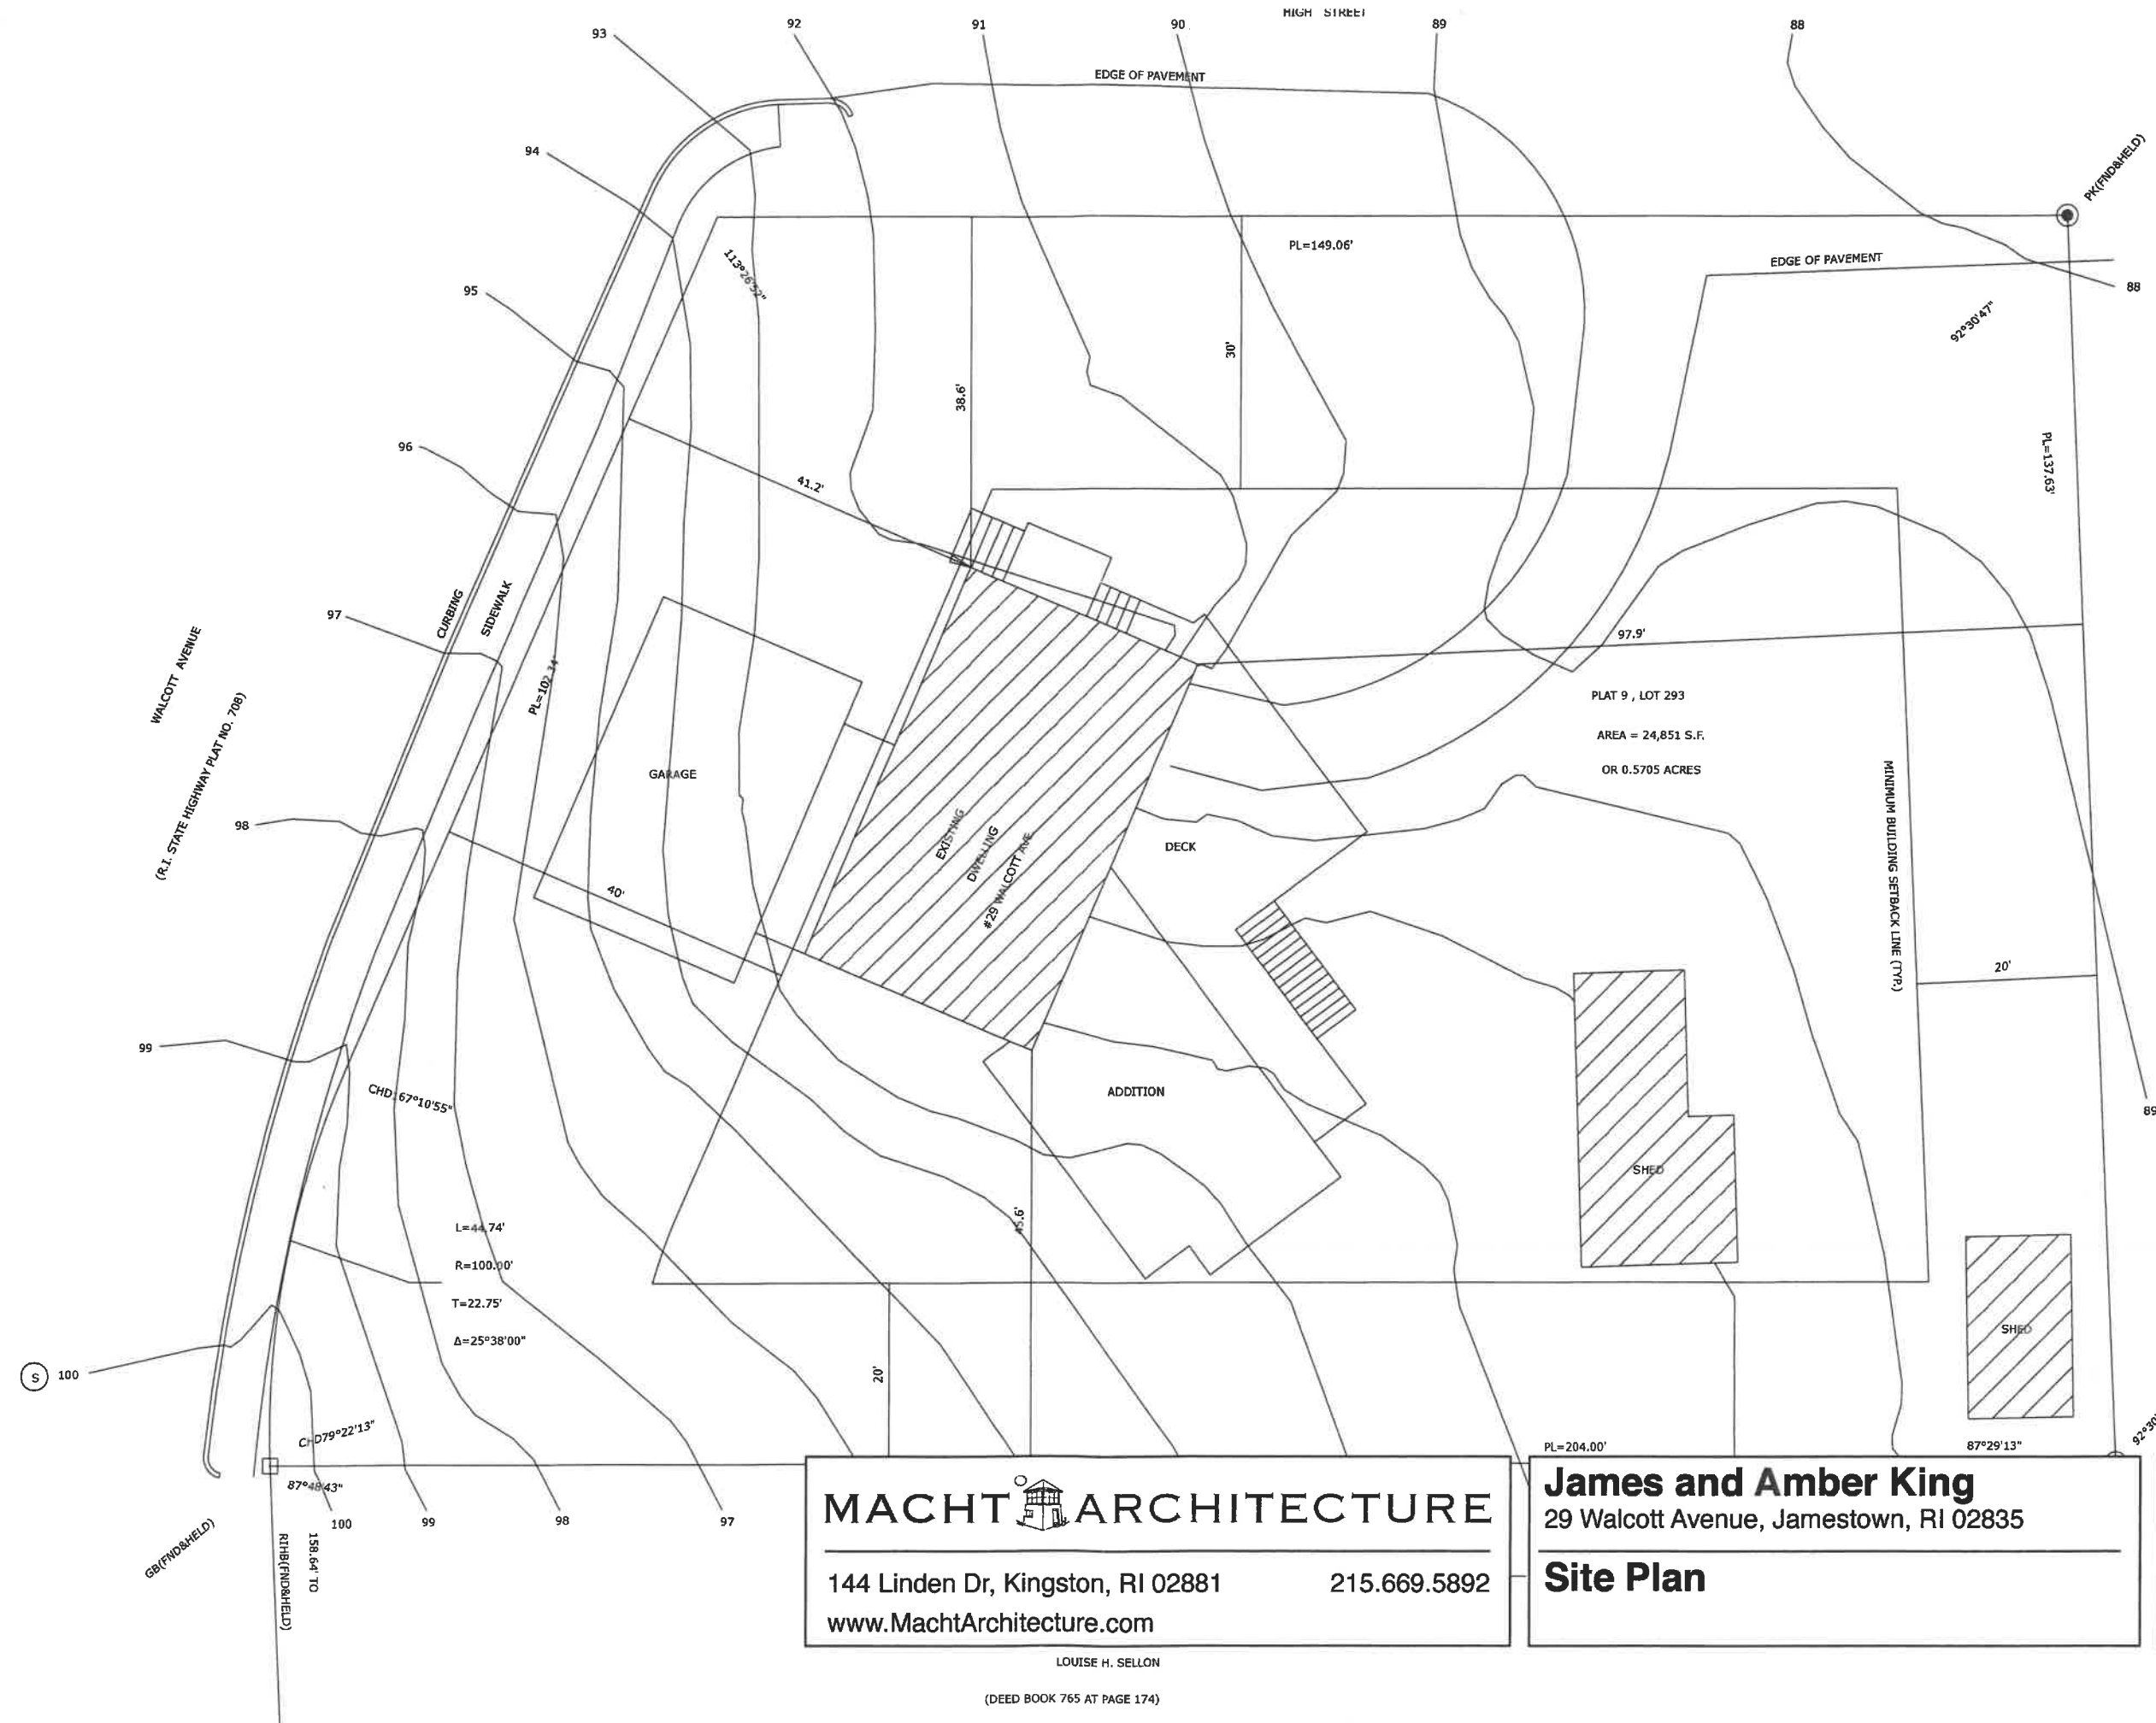 HIGH STREET
93
92
91
90
89
88
EDGE OF PAVEMENT
94
PK(FND&HELD)
PL=149.06'
EDGE OF PAVEMENT
113°26'52"
88
95
92°30'47"
30'
38.6'
96
PL=137.63'
41.2'
CURBING
SIDEWALK
97
97.9'
WALCOTT AVENUE
(R.I. STATE HIGHWAY PLAT NO. 708)
PL=102.34'
PLAT 9 , LOT 293
AREA = 24,851 S.F.
OR 0.5705 ACRES
GARAGE
MINIMUM BUILDING SETBACK LINE (TYP.)
98
EXISTING
DWELLING
#29 WALCOTT AVE
DECK
40'
20'
99
CHD167°10'55"
ADDITION
89
SHED
45.6'
L=44.74'
R=100.00'
T=22.75'
Δ=25°38'00"
SHED
S
100
20'
CHD79°22'13"
PL=204.00'
87°29'13"
92°30'
87°48'43"
100
99
98
97
GB(FND&HELD)
158.64' TO
RIHB(FND&HELD)
MACHT ARCHITECTURE
144 Linden Dr, Kingston, RI 02881 215.669.5892
www.MachtArchitecture.com
James and Amber King
29 Walcott Avenue, Jamestown, RI 02835
Site Plan
LOUISE H. SELLON
(DEED BOOK 765 AT PAGE 174)